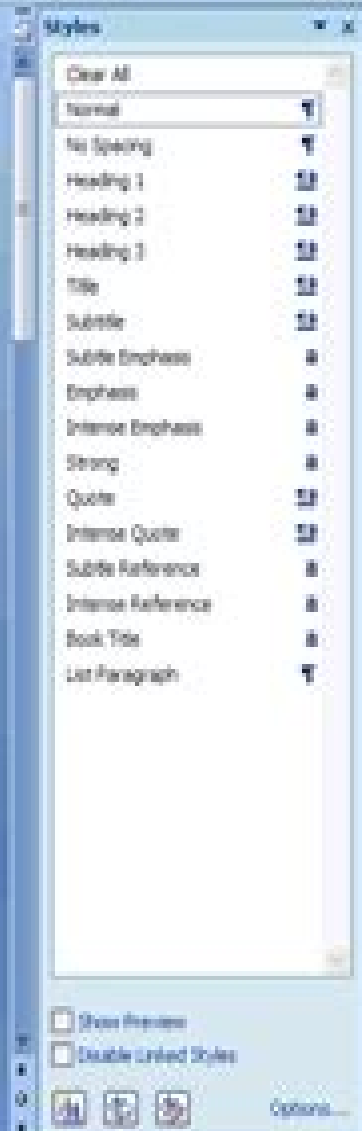 Styles
Clear All
Normal ¶
No Spacing ¶
Heading 1 ¶a
Heading 2 ¶a
Heading 3 ¶a
Title ¶a
Subtitle ¶a
Subtle Emphasis a
Emphasis a
Intense Emphasis a
Strong a
Quote ¶a
Intense Quote ¶a
Subtle Reference a
Intense Reference a
Book Title a
List Paragraph ¶
Show Preview
Disable Linked Styles
Options...